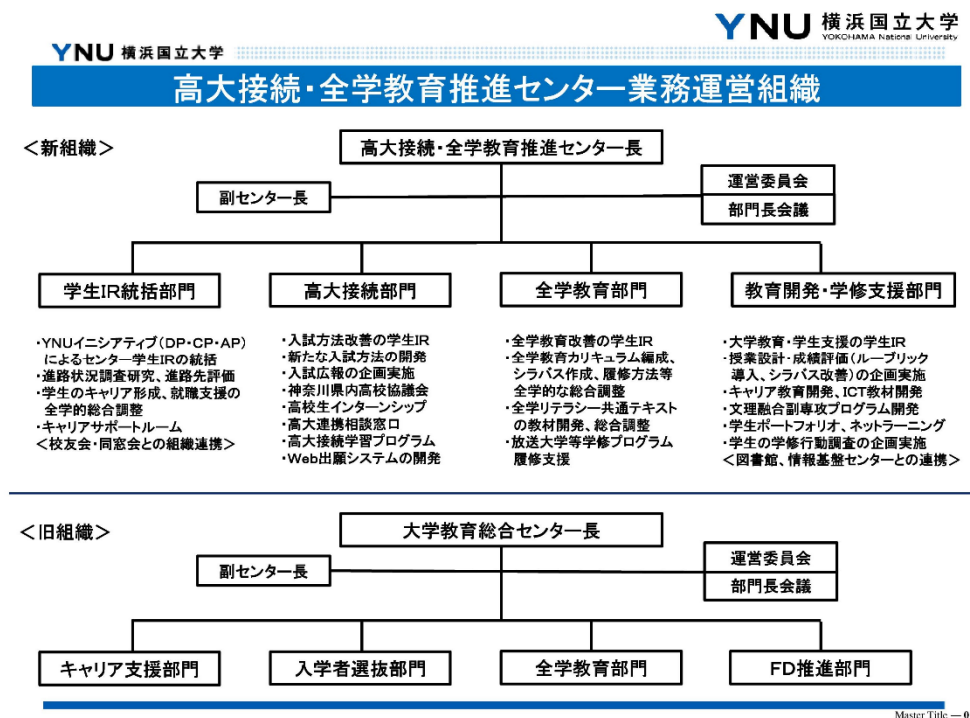 YNU 横浜国立大学
YOKOHAMA National University
YNU 横浜国立大学
高大接続・全学教育推進センター業務運営組織
＜新組織＞
高大接続・全学教育推進センター長
副センター長
運営委員会
部門長会議
学生IR統括部門
高大接続部門
全学教育部門
教育開発・学修支援部門
・YNUイニシアティブ(DP・CP・AP)
によるセンター学生IRの統括
・進路状況調査研究、進路先評価
・学生のキャリア形成、就職支援の
全学的総合調整
・キャリアサポートルーム
＜校友会・同窓会との組織連携＞
・入試方法改善の学生IR
・新たな入試方法の開発
・入試広報の企画実施
・神奈川県内高校協議会
・高校生インターンシップ
・高大連携相談窓口
・高大接続学習プログラム
・Web出願システムの開発
・全学教育改善の学生IR
・全学教育カリキュラム編成、
シラバス作成、履修方法等
全学的な総合調整
・全学リテラシー共通テキスト
の教材開発、総合調整
・放送大学等学修プログラム
履修支援
・大学教育・学生支援の学生IR
・授業設計・成績評価(ルーブリック
導入、シラバス改善)の企画実施
・キャリア教育開発、ICT教材開発
・文理融合副専攻プログラム開発
・学生ポートフォリオ、ネットラーニング
・学生の学修行動調査の企画実施
＜図書館、情報基盤センターとの連携＞
＜旧組織＞
大学教育総合センター長
副センター長
運営委員会
部門長会議
キャリア支援部門
入学者選抜部門
全学教育部門
FD推進部門
Master Title — 0